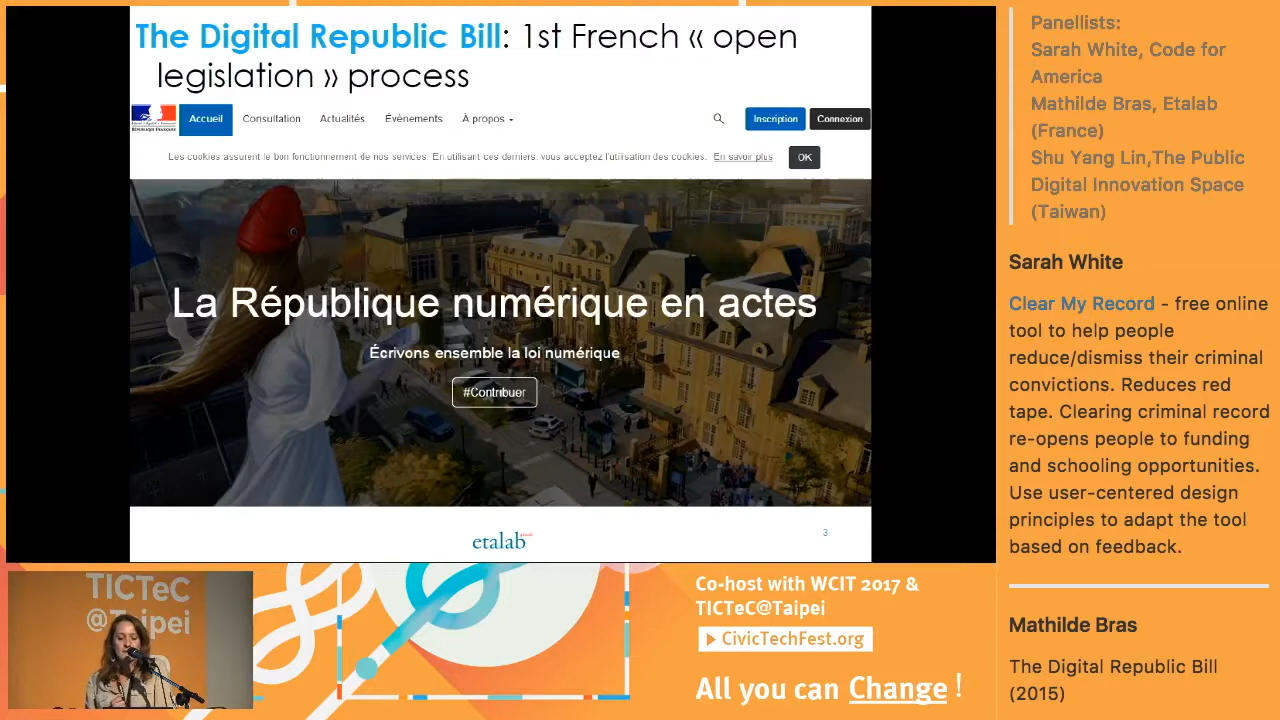 The Digital Republic Bill: 1st French « open
legislation » process
RÉPUBLIQUE FRANÇAISE
Accueil
Consultation
Actualités
Évènements
À propos
Inscription
Connexion
Les cookies assurent le bon fonctionnement de nos services. En utilisant ces derniers, vous acceptez l'utilisation des cookies. En savoir plus
OK
La République numérique en actes
Écrivons ensemble la loi numérique
#Contribuer
etalab
3
TICTeC
@Taipei
Co-host with WCIT 2017 &
TICTeC@Taipei
CivicTechFest.org
All you can Change !
Panellists:
Sarah White, Code for
America
Mathilde Bras, Etalab
(France)
Shu Yang Lin,The Public
Digital Innovation Space
(Taiwan)
Sarah White
Clear My Record - free online
tool to help people
reduce/dismiss their criminal
convictions. Reduces red
tape. Clearing criminal record
re-opens people to funding
and schooling opportunities.
Use user-centered design
principles to adapt the tool
based on feedback.
Mathilde Bras
The Digital Republic Bill
(2015)